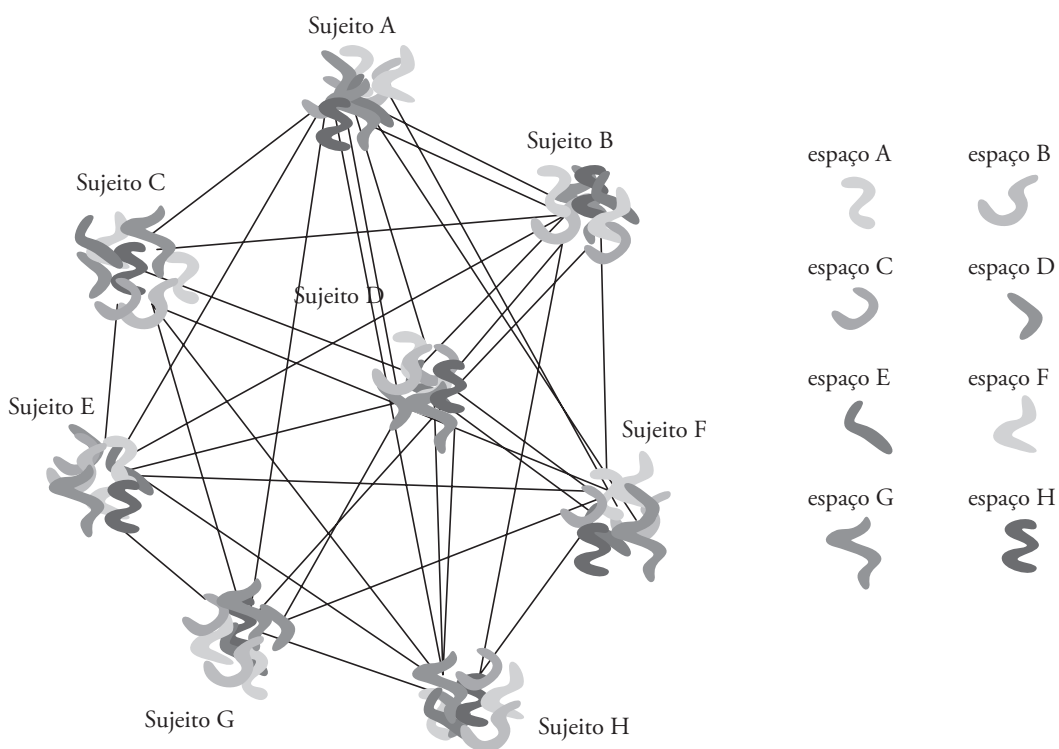 Sujeito A
Sujeito B
Sujeito C
Sujeito D
Sujeito E
Sujeito F
Sujeito G
Sujeito H
espaço A
espaço B
espaço C
espaço D
espaço E
espaço F
espaço G
espaço H